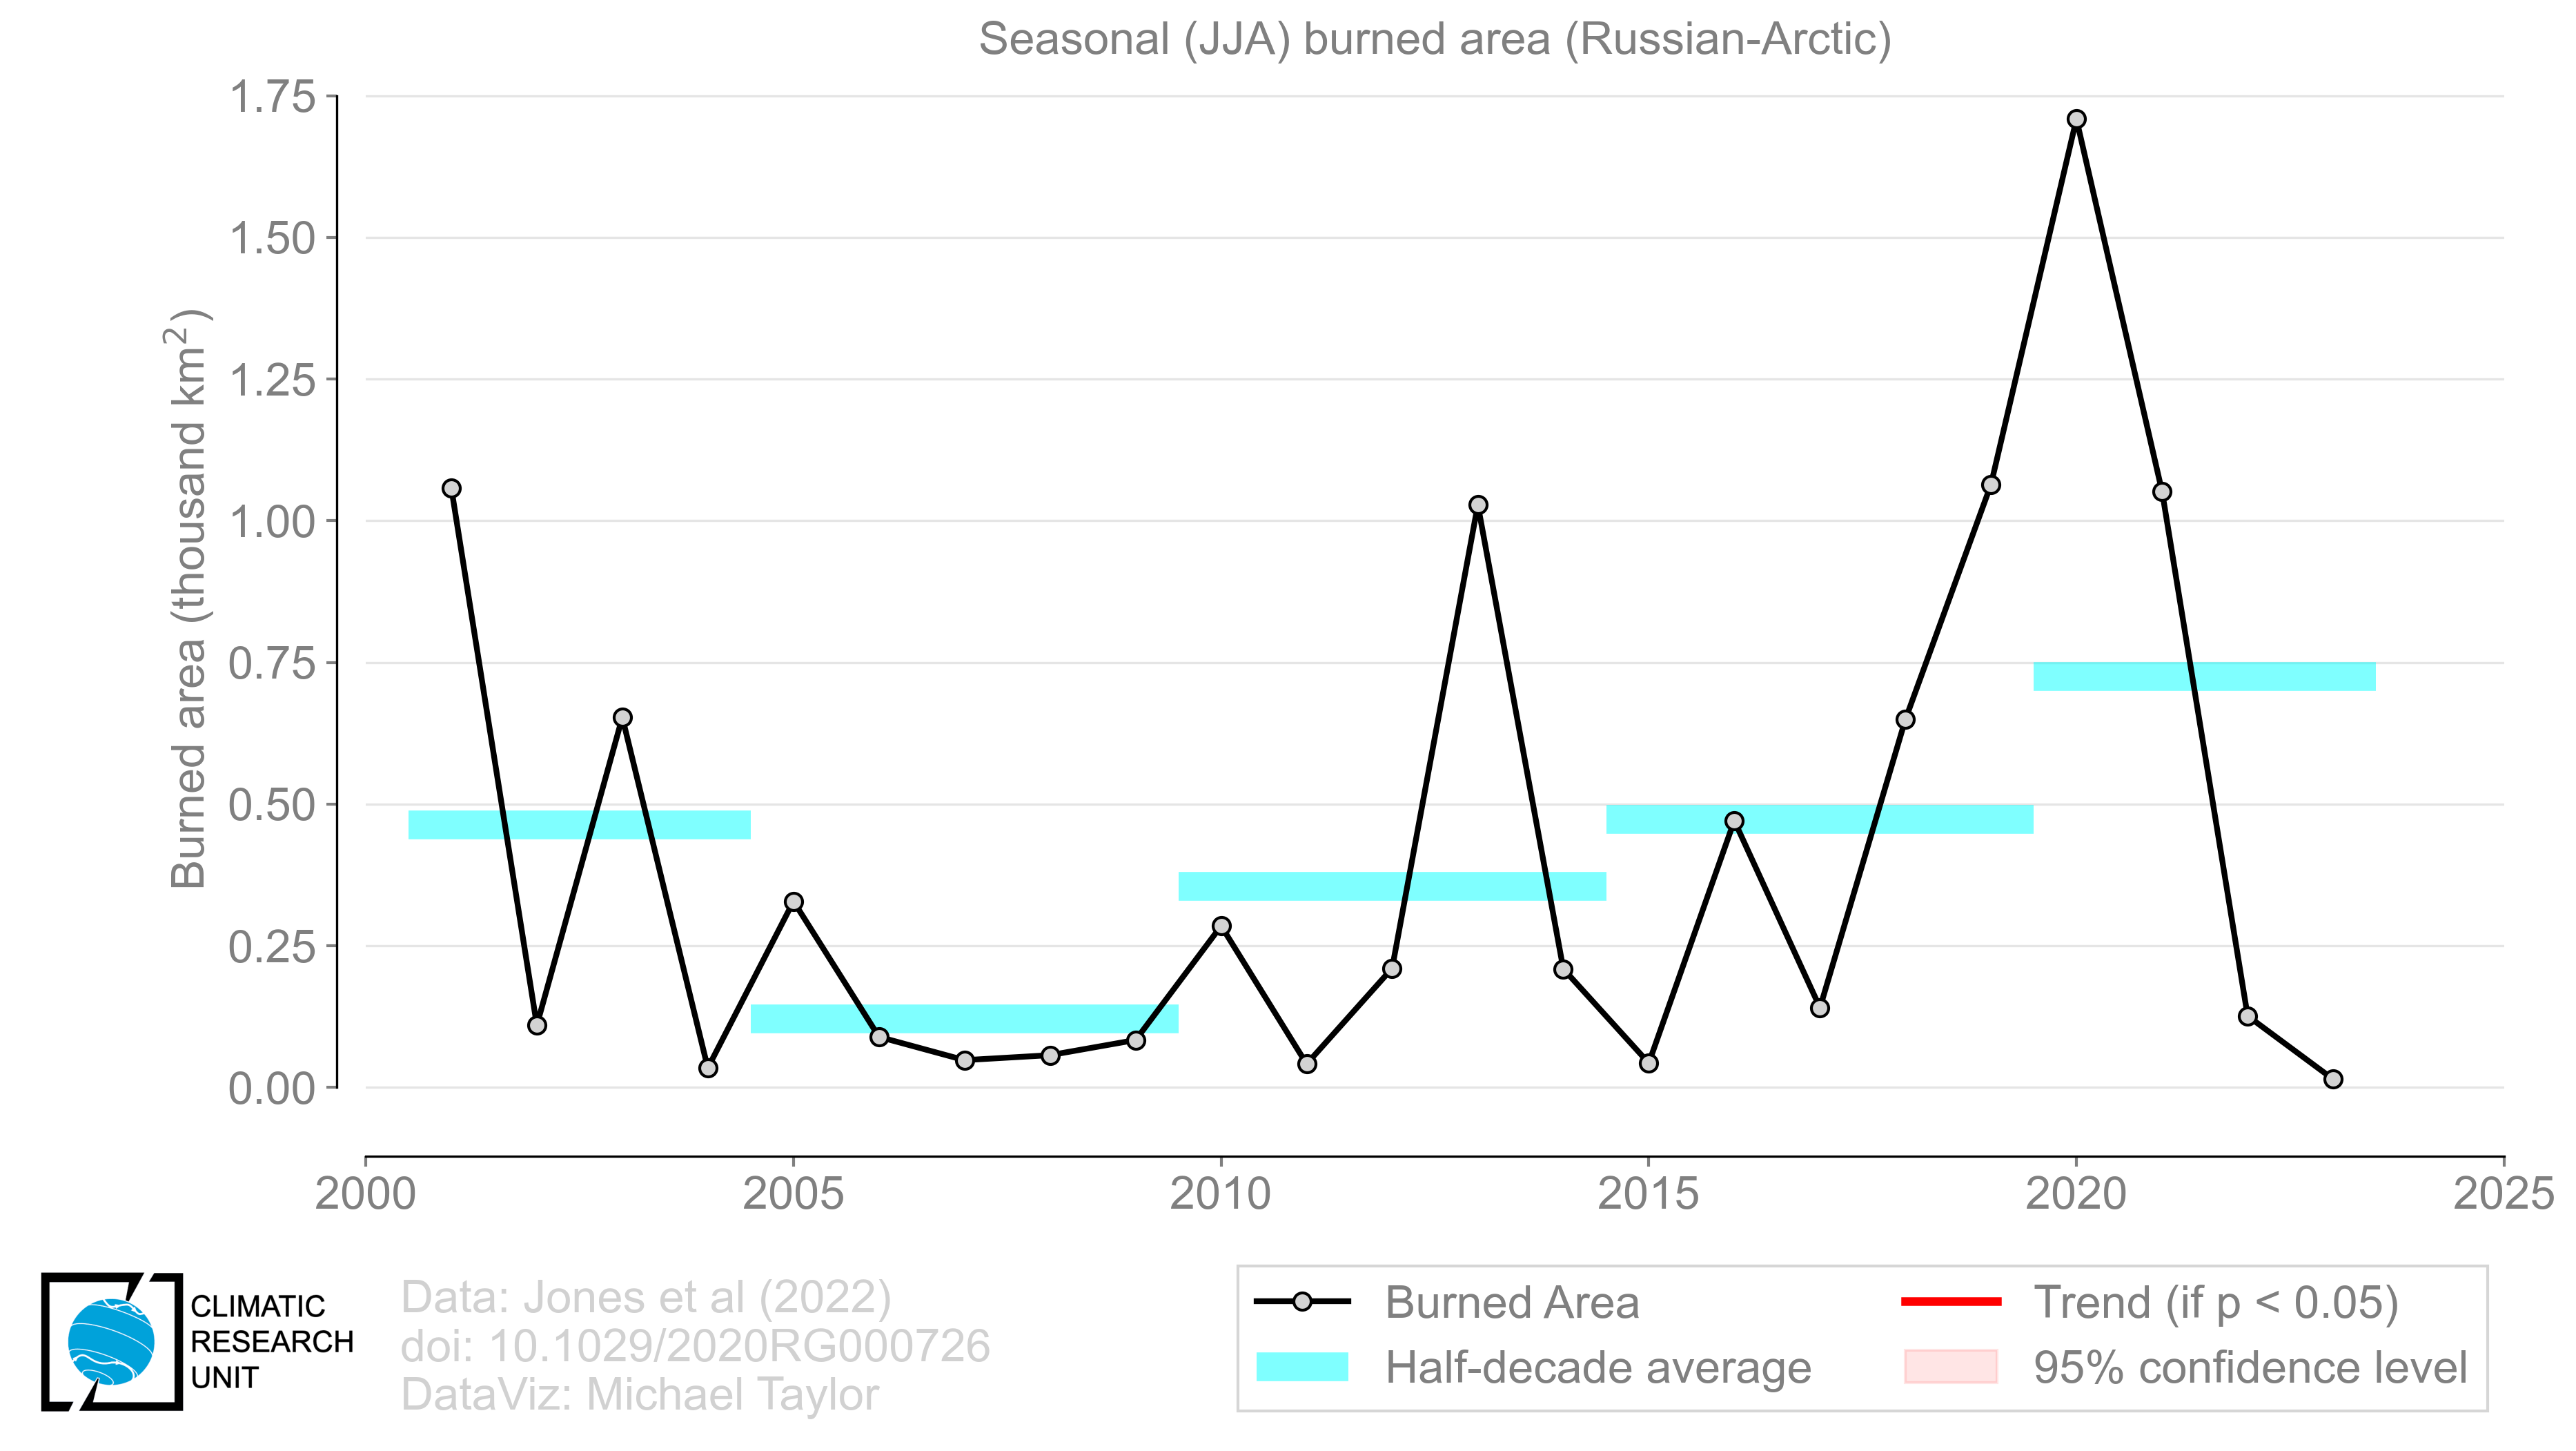 Seasonal (JJA) burned area (Russian-Arctic)
Burned area (thousand km²)
1.75
1.50
1.25
1.00
0.75
0.50
0.25
0.00
2000
2005
2010
2015
2020
2025
CLIMATIC
RESEARCH
UNIT
Data: Jones et al (2022)
doi: 10.1029/2020RG000726
DataViz: Michael Taylor
Burned Area
Half-decade average
Trend (if p < 0.05)
95% confidence level